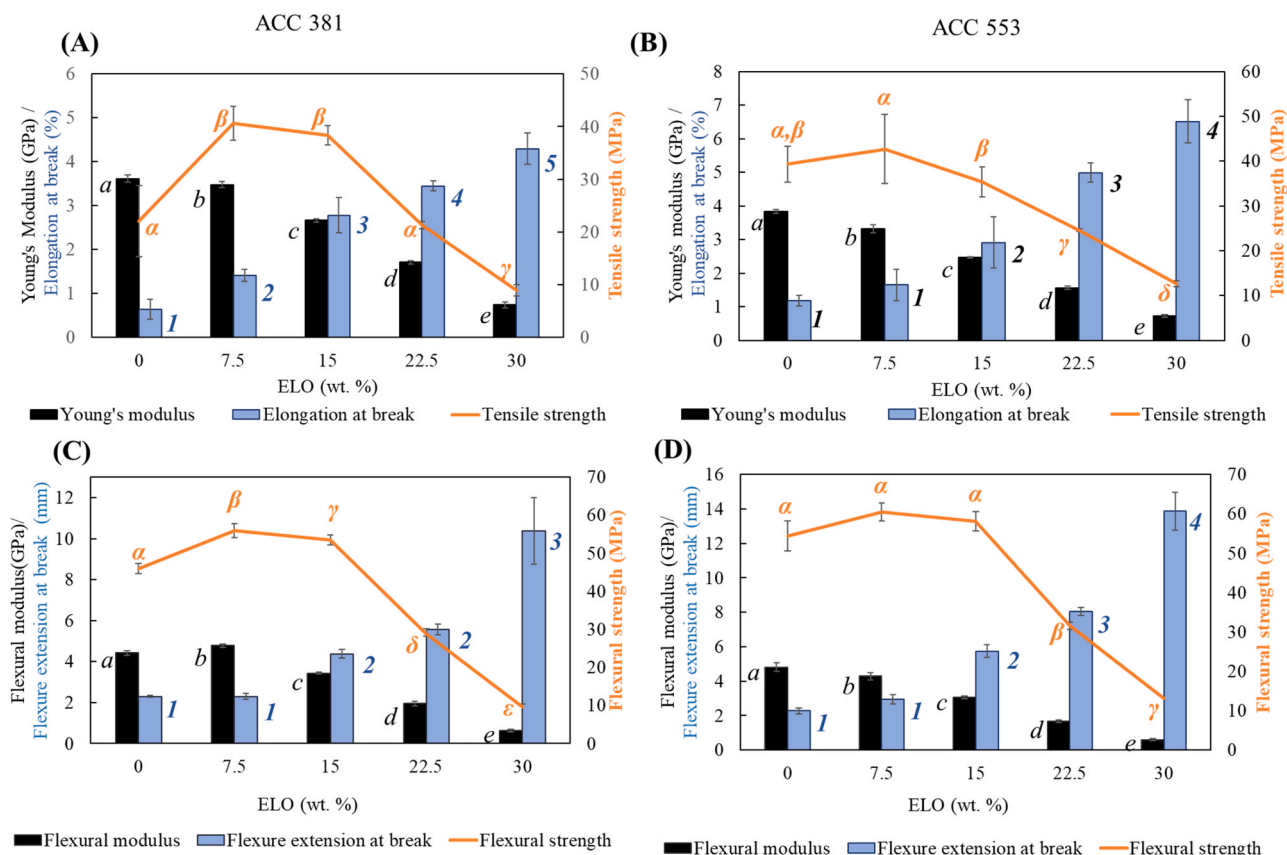 ACC 381
(A)
Young's Modulus (GPa) /
Elongation at break (%)
6
5
4
3
2
1
0
50
40
30
20
10
0
Tensile strength (MPa)
a
b
c
d
e
1
2
3
4
5
α
β
β
α
γ
0 7.5 15 22.5 30
ELO (wt. %)
Young's modulus Elongation at break Tensile strength
ACC 553
(B)
Young's modulus (GPa) /
Elongation at break (%)
8
7
6
5
4
3
2
1
0
60
50
40
30
20
10
0
Tensile strength (MPa)
a
b
c
d
e
1
1
2
3
4
α,β
α
β
γ
δ
0 7.5 15 22.5 30
ELO (wt. %)
Young's modulus Elongation at break Tensile strength
(C)
Flexural modulus(GPa)/
Flexure extension at break (mm)
12
10
8
6
4
2
0
70
60
50
40
30
20
10
0
Flexural strength (MPa)
a
b
c
d
e
1
1
2
2
3
α
β
γ
δ
ε
0 7.5 15 22.5 30
ELO (wt. %)
Flexural modulus Flexure extension at break Flexural strength
(D)
Flexural modulus (GPa)/
Flexure extension at break (mm)
16
14
12
10
8
6
4
2
0
70
60
50
40
30
20
10
0
Flexural strength (MPa)
a
b
c
d
e
1
1
2
3
4
α
α
α
β
γ
0 7.5 15 22.5 30
ELO (wt. %)
Flexural modulus Flexure extension at break Flexural strength